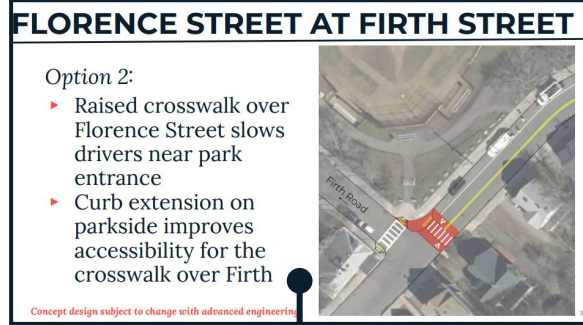 FLORENCE STREET AT FIRTH STREET
Option 2:
Raised crosswalk over
Florence Street slows
drivers near park
entrance
Curb extension on
parkside improves
accessibility for the
crosswalk over Firth
Firth Road
Concept design subject to change with advanced engineering